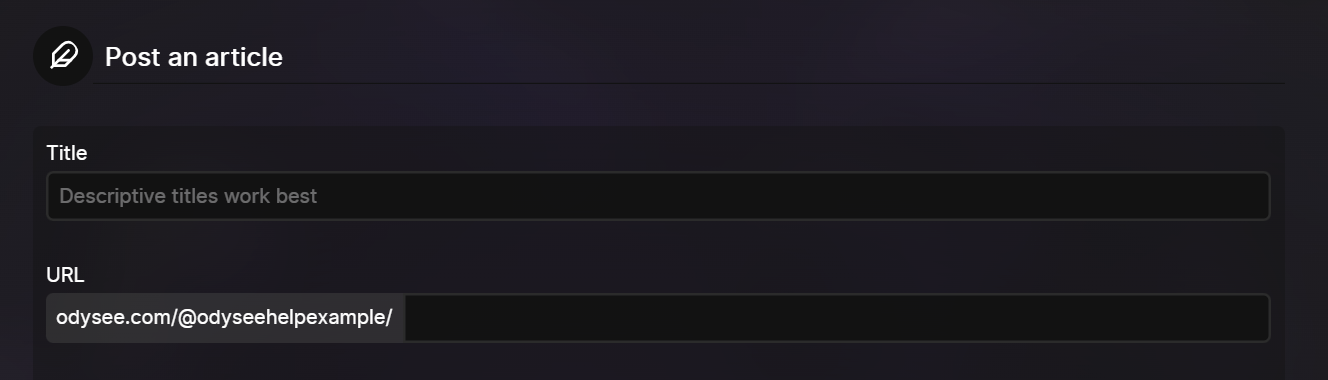 Post an article
Title
Descriptive titles work best
URL
odysee.com/@odyseehelpexample/